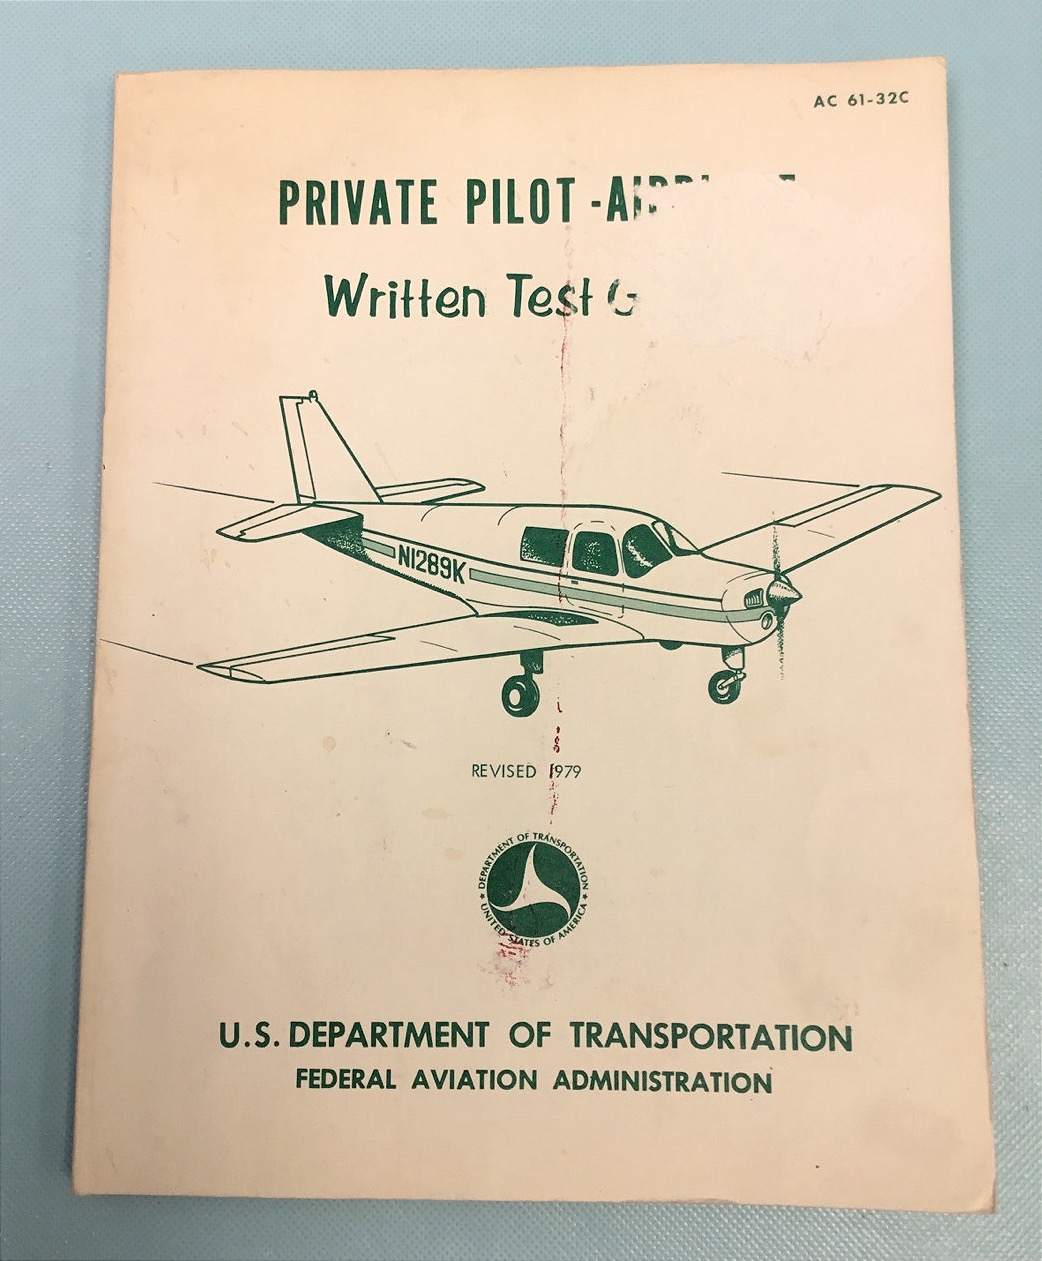 AC 61-32C
PRIVATE PILOT -
Written Test
N1289K
REVISED 1979
DEPARTMENT OF TRANSPORTATION
★ UNITED STATES OF AMERICA ★
U.S. DEPARTMENT OF TRANSPORTATION
FEDERAL AVIATION ADMINISTRATION